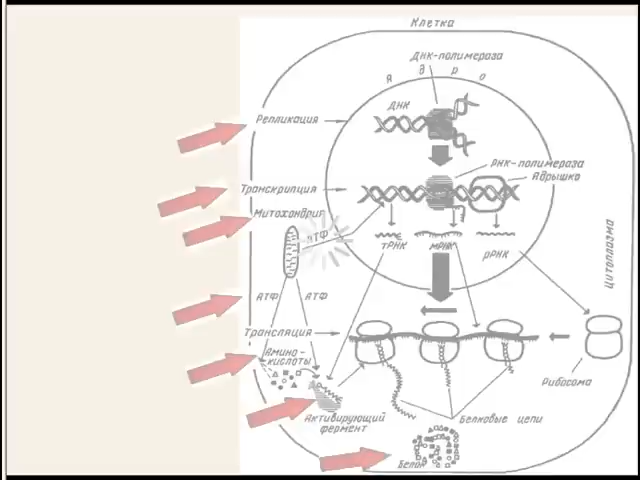 Клетка
ДНК-полимераза
Ядро
ДНК
Репликация
РНК-полимераза
Ядрышко
Транскрипция
Митохондрия
АТФ
тРНК
мРНК
рРНК
Цитоплазма
АТФ
АТФ
Трансляция
Амино-
кислоты
Рибосома
Активирующий
фермент
Белковые цепи
Белок